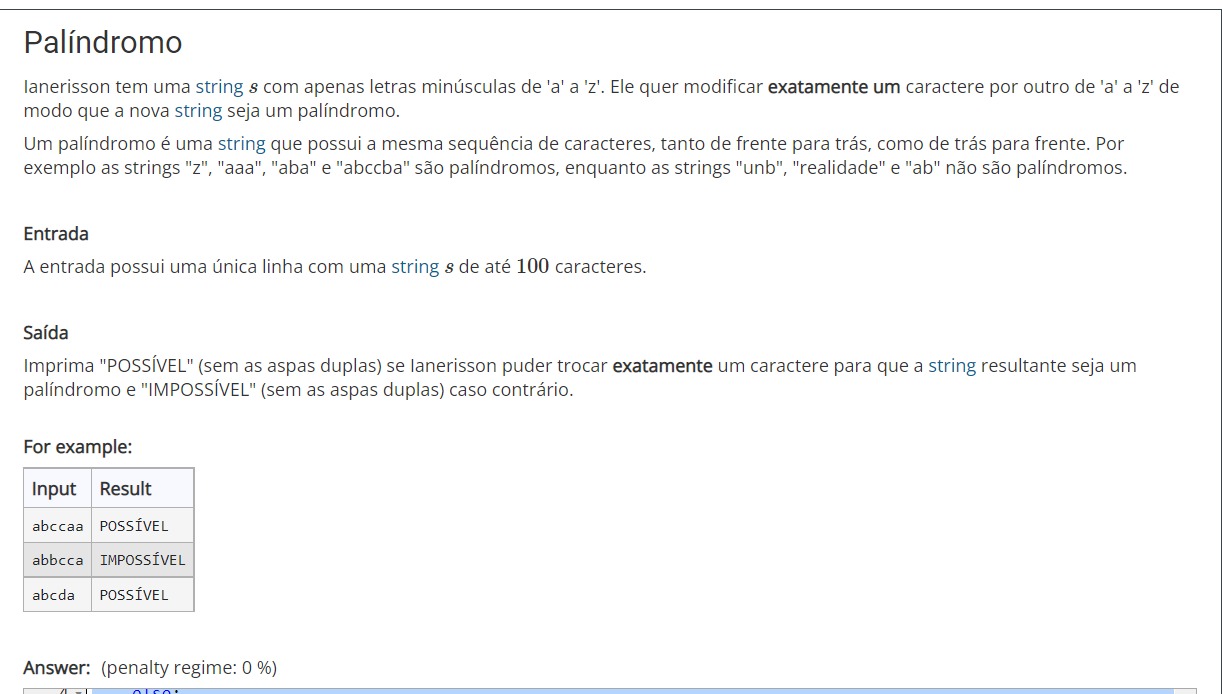 Palíndromo
Ianerisson tem uma string s com apenas letras minúsculas de 'a' a 'z'. Ele quer modificar exatamente um caractere por outro de 'a' a 'z' de
modo que a nova string seja um palíndromo.
Um palíndromo é uma string que possui a mesma sequência de caracteres, tanto de frente para trás, como de trás para frente. Por
exemplo as strings "z", "aaa", "aba" e "abccba" são palíndromos, enquanto as strings "unb", "realidade" e "ab" não são palíndromos.
Entrada
A entrada possui uma única linha com uma string s de até 100 caracteres.
Saída
Imprima "POSSÍVEL" (sem as aspas duplas) se Ianerisson puder trocar exatamente um caractere para que a string resultante seja um
palíndromo e "IMPOSSÍVEL" (sem as aspas duplas) caso contrário.
For example:
Input Result
abccaa POSSÍVEL
abbcca IMPOSSÍVEL
abcda POSSÍVEL
Answer: (penalty regime: 0 %)
4 else: